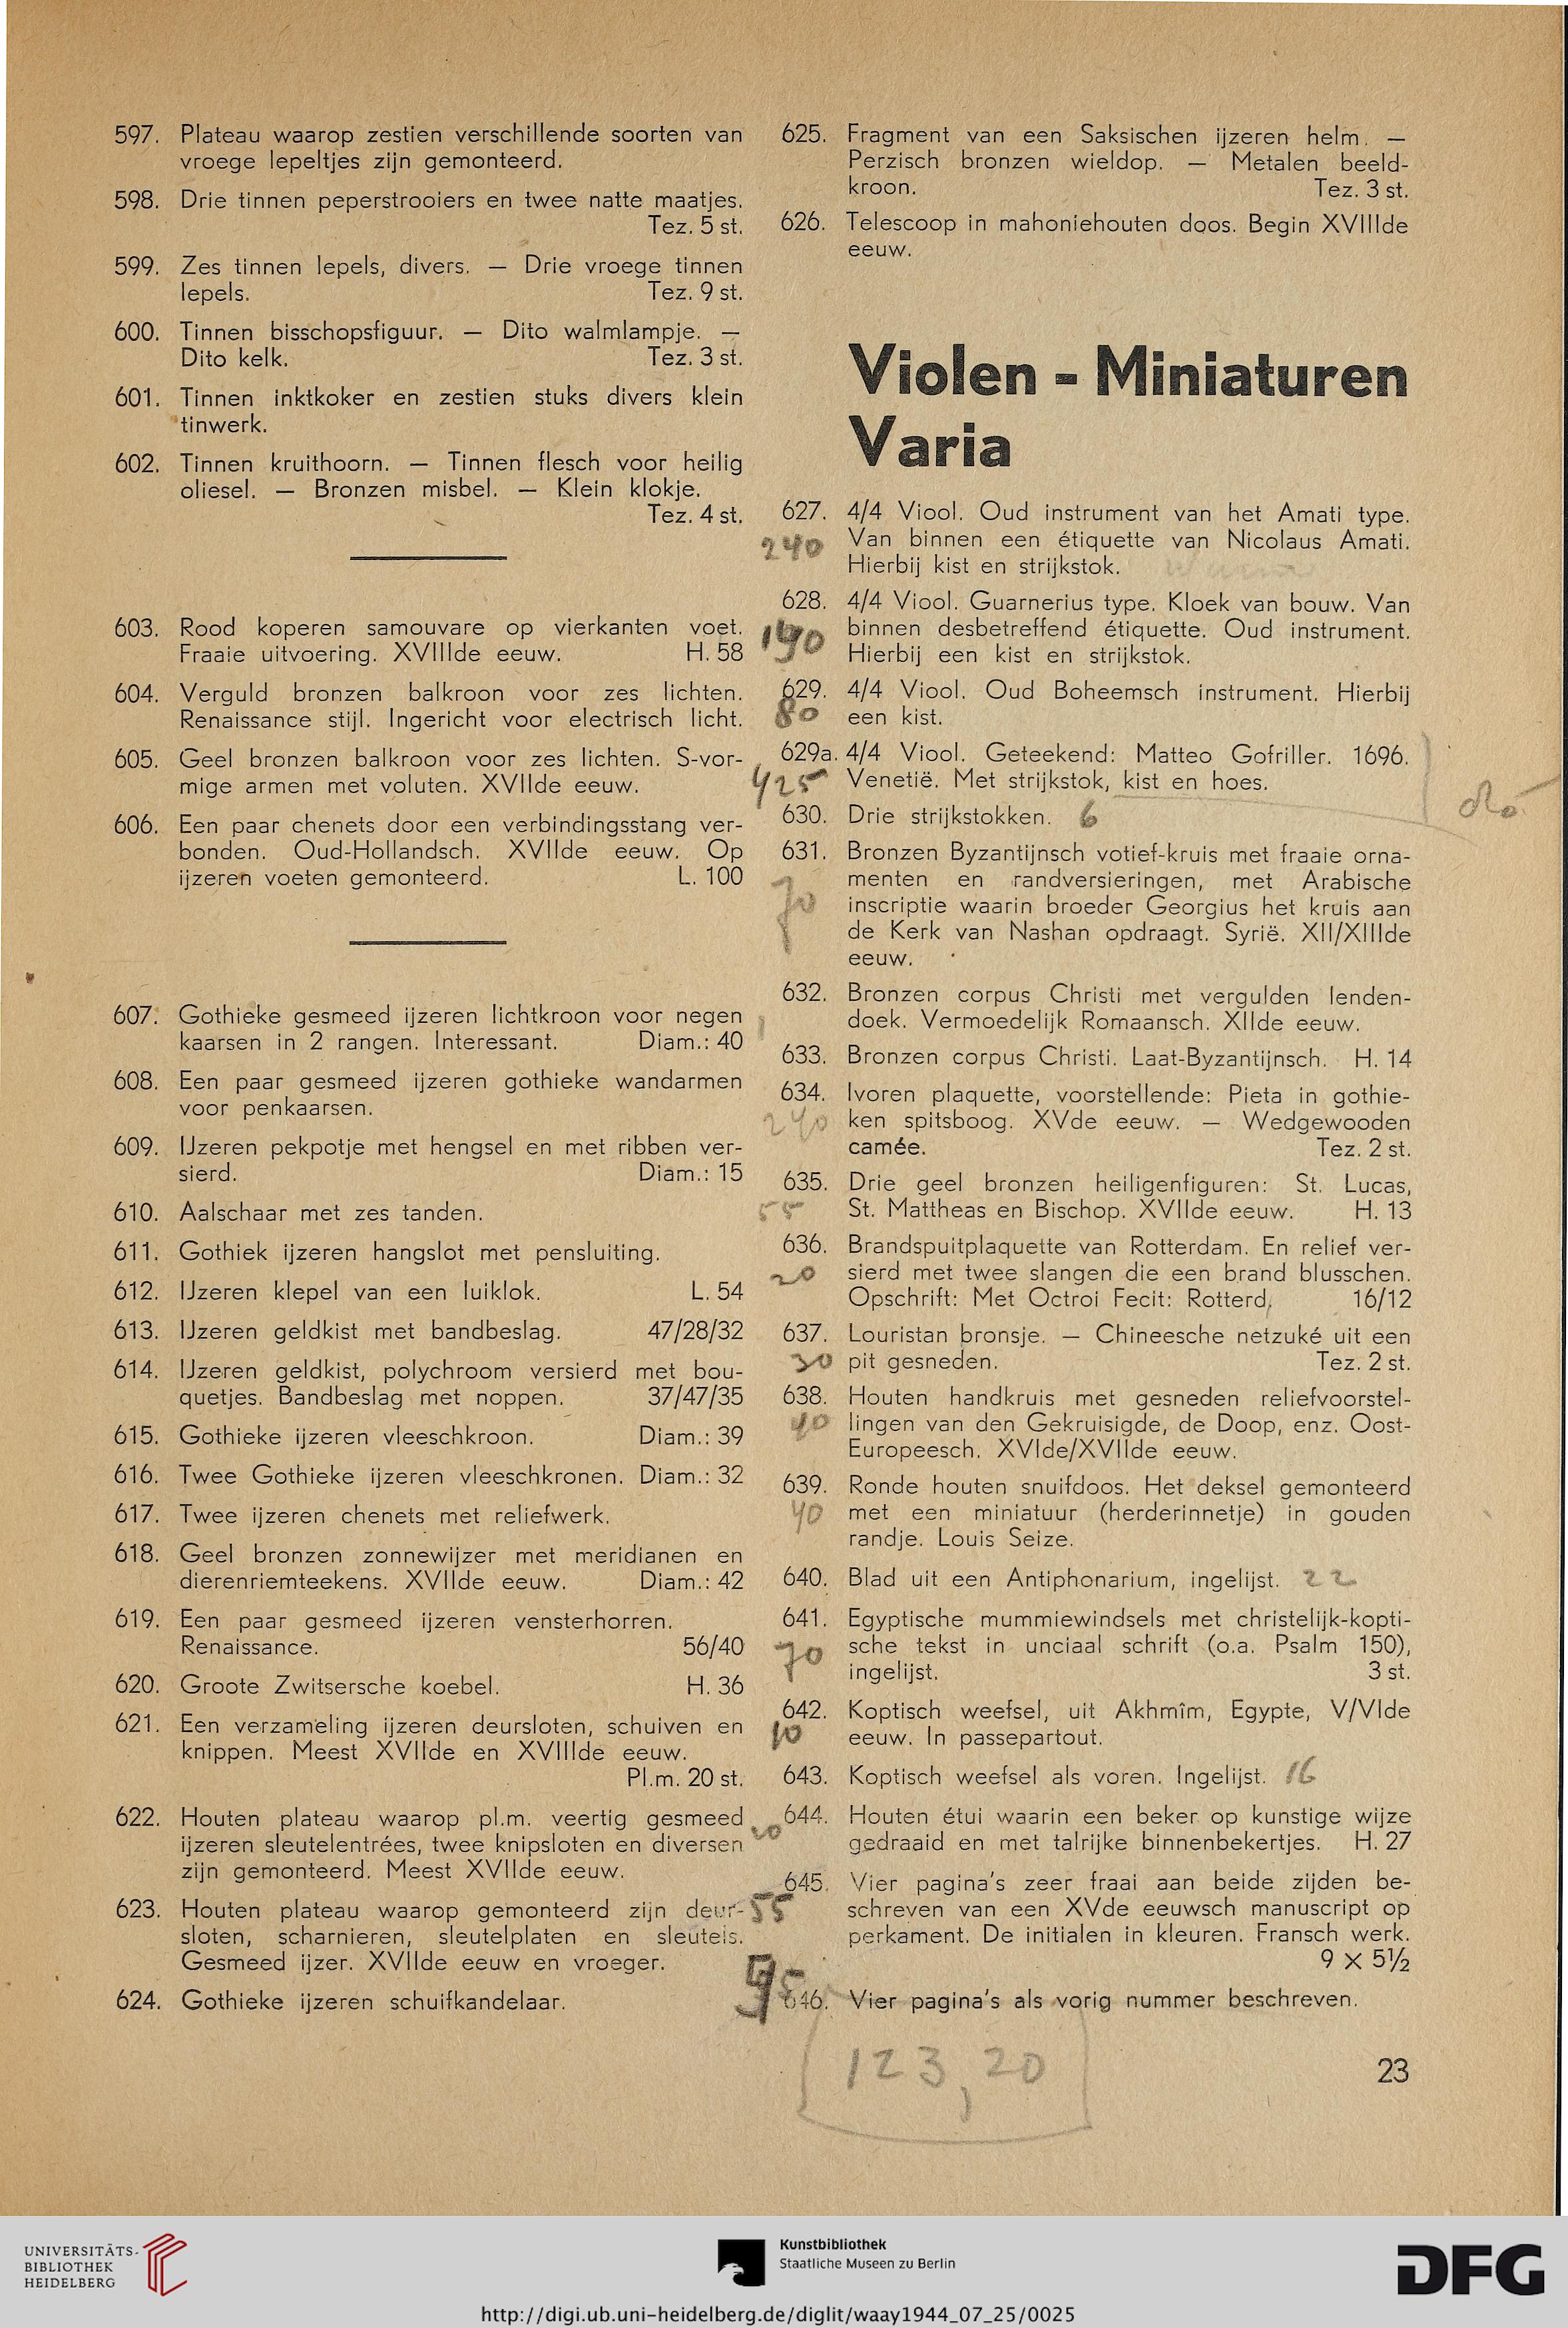 597. Plateau waarop zestien verschillende soorten van
vroege lepeltjes zijn gemonteerd.
598. Drie tinnen peperstrooiers en twee natte maatjes.
Tez. 5 st.
599. Zes tinnen lepels, divers. — Drie vroege tinnen
lepels. Tez. 9 st.
600. Tinnen bisschopsfiguur. — Dito walmlampje. —
Dito kelk. Tez. 3 st.
601. Tinnen inktkoker en zestien stuks divers klein
tinwerk.
602. Tinnen kruithoorn. — Tinnen flesch voor heilig
oliesel. — Bronzen misbel. — Klein klokje.
Tez. 4 st.
603. Rood koperen samouvare op vierkanten voet.
Fraaie uitvoering. XVIIIde eeuw. H. 58
604. Verguld bronzen balkroon voor zes lichten.
Renaissance stijl. Ingericht voor electrisch licht.
605. Geel bronzen balkroon voor zes lichten. S-vor-
mige armen met voluten. XVIIde eeuw.
606. Een paar chenets door een verbindingsstang ver-
bonden. Oud-Hollandsch. XVIIde eeuw. Op
ijzeren voeten gemonteerd. L. 100
607. Gothieke gesmeed ijzeren lichtkroon voor negen
kaarsen in 2 rangen. Interessant. Diam.: 40
608. Een paar gesmeed ijzeren gothieke wandarmen
voor penkaarsen.
609. IJzeren pekpotje met hengsel en met ribben ver-
sierd. Diam.: 15
610. Aalschaar met zes tanden.
611. Gothiek ijzeren hangslot met pensluiting.
612. IJzeren klepel van een luiklok. L. 54
613. IJzeren geldkist met bandbeslag. 47/28/32
614. IJzeren geldkist, polychroom versierd met bou-
quetjes. Bandbeslag met noppen. 37/47/35
615. Gothieke ijzeren vleeschkroon. Diam.: 39
616. Twee Gothieke ijzeren vleeschkronen. Diam.: 32
617. Twee ijzeren chenets met reliefwerk.
618. Geel bronzen zonnewijzer met meridianen en
dierenriemteekens. XVIIde eeuw. Diam.: 42
619. Een paar gesmeed ijzeren vensterhorren.
Renaissance. 56/40
620. Groote Zwitsersche koebel. H. 36
621. Een verzameling ijzeren deursloten, schuiven en
knippen. Meest XVIIde en XVIIIde eeuw.
Pl.m. 20 st.
622. Houten plateau waarop pl.m. veertig gesmeed
ijzeren sleutelentrées, twee knipsloten en diversen
zijn gemonteerd. Meest XVIIde eeuw.
623. Houten plateau waarop gemonteerd zijn deur-
sloten, scharnieren, sleutelplaten en sleutels.
Gesmeed ijzer. XVIIde eeuw en vroeger.
624. Gothieke ijzeren schuifkandelaar.
625. Fragment van een Saksischen ijzeren helm. —
Perzisch bronzen wieldop. — Metalen beeld-
kroon. Tez. 3 st.
626. Telescoop in mahoniehouten doos. Begin XVIIIde
eeuw.
Violen - Miniaturen
Varia
627. 4/4 Viool. Oud instrument van het Amati type.
240 Van binnen een étiquette van Nicolaus Amati.
Hierbij kist en strijkstok.
628. 4/4 Viool. Guarnerius type. Kloek van bouw. Van
binnen desbetreffend étiquette. Oud instrument.
Hierbij een kist en strijkstok.
629. 4/4 Viool. Oud Boheemsch instrument. Hierbij
80 een kist.
629a. 4/4 Viool. Geteekend: Matteo Gofriller. 1696.
425 Venetië. Met strijkstok, kist en hoes.
630. Drie strijkstokken. 6
631. Bronzen Byzantijnsch votief-kruis met fraaie orna-
70 menten en randversieringen, met Arabische
inscriptie waarin broeder Georgius het kruis aan
de Kerk van Nashan opdraagt. Syrië. XII/XIIIde
eeuw.
632. Bronzen corpus Christi met vergulden lenden-
doek. Vermoedelijk Romaansch. XIIde eeuw.
633. Bronzen corpus Christi. Laat-Byzantijnsch. H. 14
634. Ivoren plaquette, voorstellende: Pieta in gothie-
240 ken spitsboog. XVde eeuw. — Wedgewooden
camée. Tez. 2 st.
635. Drie geel bronzen heiligenfiguren: St. Lucas,
55 St. Mattheas en Bischop. XVIIde eeuw. H. 13
636. Brandspuitplaquette van Rotterdam. En relief ver-
20 sierd met twee slangen die een brand blusschen.
Opschrift: Met Octroi Fecit: Rotterd. 16/12
637. Louristan bronsje. — Chineesche netzuké uit een
30 pit gesneden. Tez. 2 st.
638. Houten handkruis met gesneden reliefvoorstel-
40 lingen van den Gekruisigde, de Doop, enz. Oost-
Europeesch. XVIde/XVIIde eeuw.
639. Ronde houten snuifdoos. Het deksel gemonteerd
40 met een miniatuur (herderinnetje) in gouden
randje. Louis Seize.
640. Blad uit een Antiphonarium, ingelijst. 22
641. Egyptische mummiewindsels met christelijk-kopti-
70 sche tekst in unciaal schrift (o.a. Psalm 150),
ingelijst. 3 st.
642. Koptisch weefsel, uit Akhmîm, Egypte, V/VIde
10 eeuw. In passepartout.
643. Koptisch weefsel als voren. Ingelijst. 16
644. Houten étui waarin een beker op kunstige wijze
gedraaid en met talrijke binnenbekertjes. H. 27
645. Vier pagina's zeer fraai aan beide zijden be-
55 schreven van een XVde eeuwsch manuscript op
perkament. De initialen in kleuren. Fransch werk.
9 X 5½
646. Vier pagina's als vorig nummer beschreven.
123,20
23
UNIVERSITÄTS-
BIBLIOTHEK
HEIDELBERG
Kunstbibliothek
Staatliche Museen zu Berlin
DFG
http://digi.ub.uni-heidelberg.de/diglit/waay1944_07_25/0025